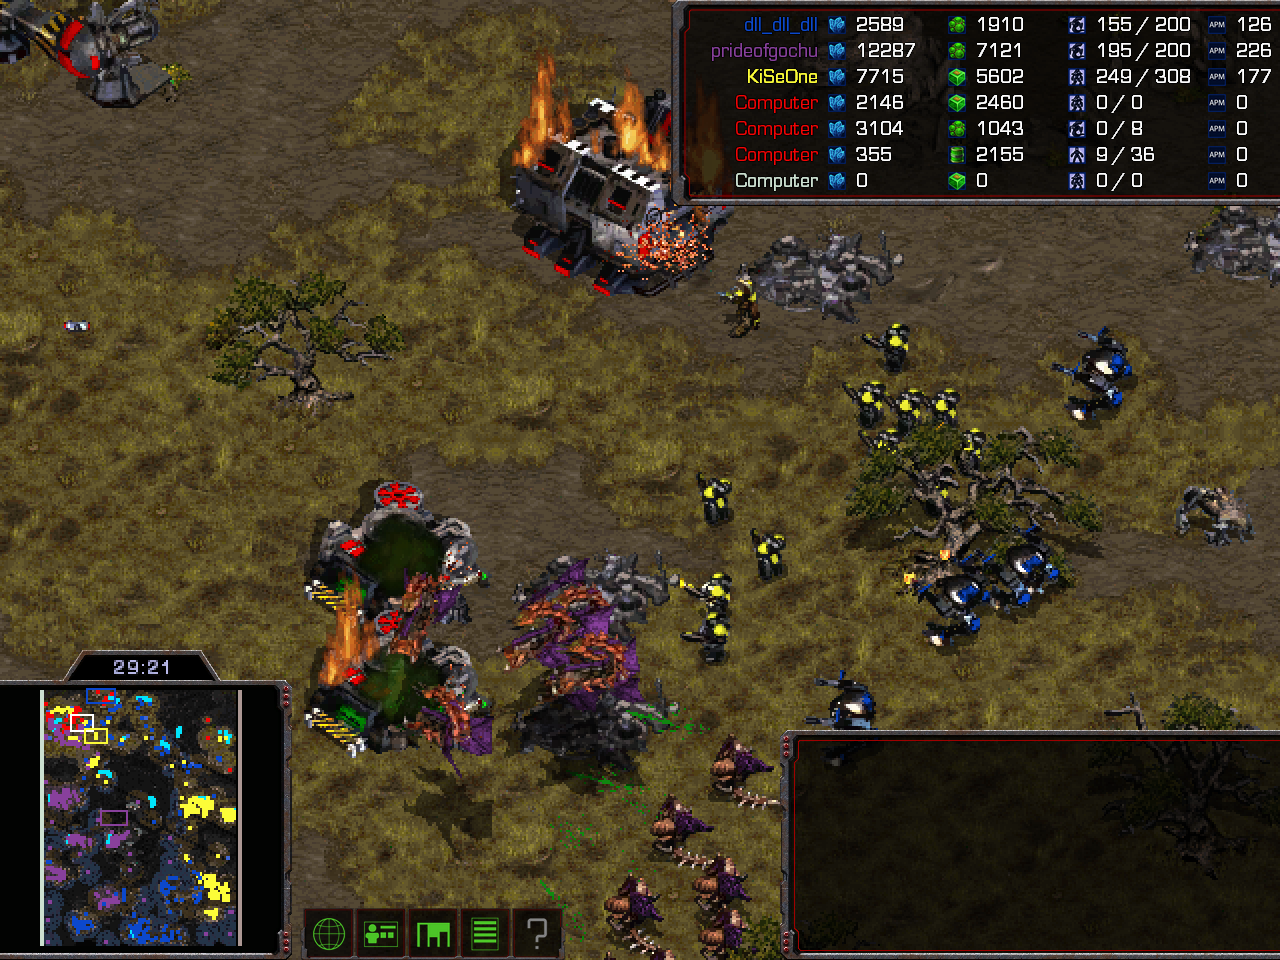 dll_dll_dll 2589 1910 155 / 200 APM 126
prideofgochu 12287 7121 195 / 200 APM 226
KiSeOne 7715 5602 249 / 308 APM 177
Computer 2146 2460 0 / 0 APM 0
Computer 3104 1043 0 / 8 APM 0
Computer 355 2155 9 / 36 APM 0
Computer 0 0 0 / 0 APM 0
29:21
?